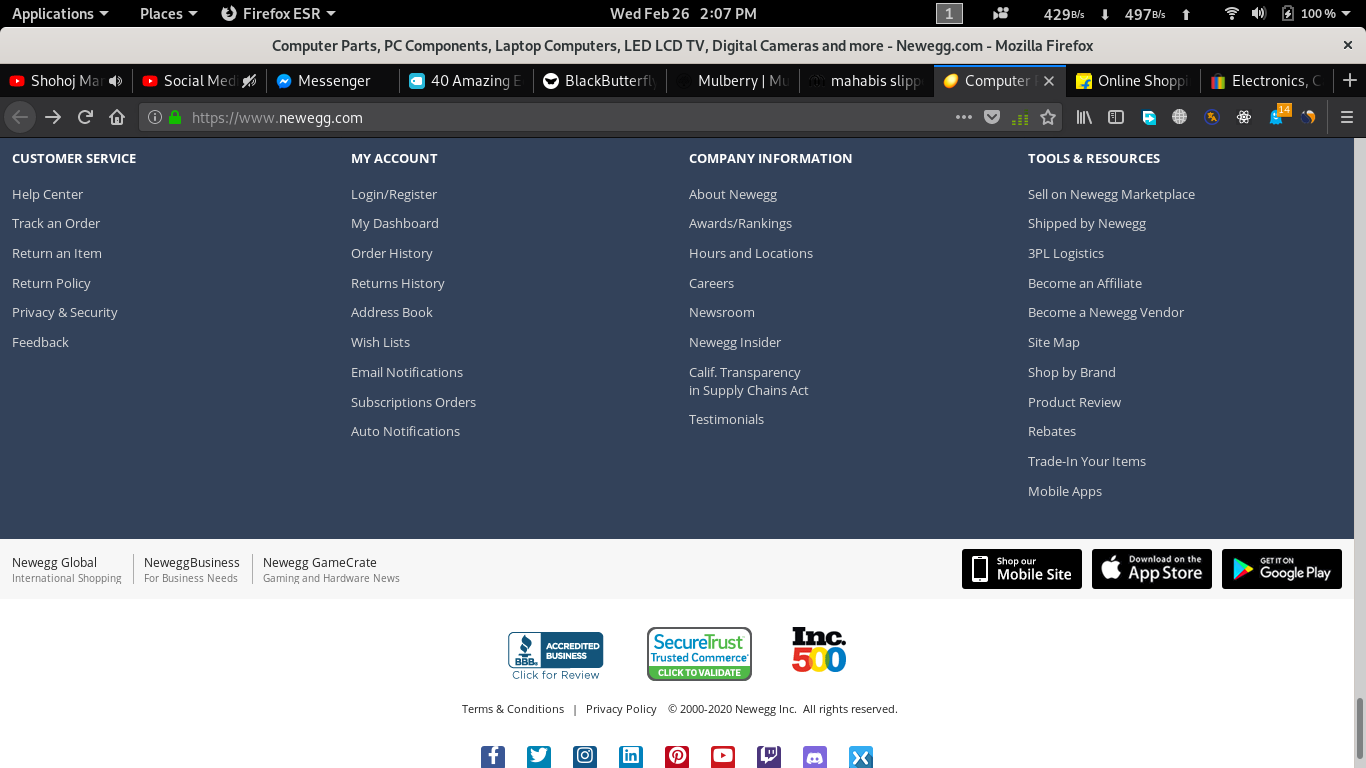 Applications Places Firefox ESR Wed Feb 26 2:07 PM 1 429B/s 497B/s 100 %
Computer Parts, PC Components, Laptop Computers, LED LCD TV, Digital Cameras and more - Newegg.com - Mozilla Firefox
Shohoj Mar Social Med Messenger 40 Amazing E BlackButterfly Mulberry | Mu mahabis slipp Computer Online Shoppi Electronics, C
https://www.newegg.com 14
CUSTOMER SERVICE
Help Center
Track an Order
Return an Item
Return Policy
Privacy & Security
Feedback
MY ACCOUNT
Login/Register
My Dashboard
Order History
Returns History
Address Book
Wish Lists
Email Notifications
Subscriptions Orders
Auto Notifications
COMPANY INFORMATION
About Newegg
Awards/Rankings
Hours and Locations
Careers
Newsroom
Newegg Insider
Calif. Transparency
in Supply Chains Act
Testimonials
TOOLS & RESOURCES
Sell on Newegg Marketplace
Shipped by Newegg
3PL Logistics
Become an Affiliate
Become a Newegg Vendor
Site Map
Shop by Brand
Product Review
Rebates
Trade-In Your Items
Mobile Apps
Newegg Global
International Shopping
NeweggBusiness
For Business Needs
Newegg GameCrate
Gaming and Hardware News
Shop our
Mobile Site
Download on the
App Store
GET IT ON
Google Play
BBB.
ACCREDITED
BUSINESS
Click for Review
SecureTrust
Trusted Commerce
CLICK TO VALIDATE
Inc.
500
Terms & Conditions | Privacy Policy © 2000-2020 Newegg Inc. All rights reserved.